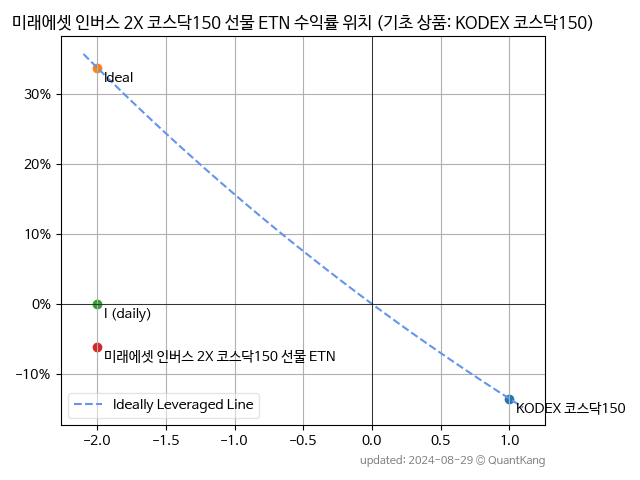 미래에셋 인버스 2X 코스닥150 선물 ETN 수익률 위치 (기초 상품: KODEX 코스닥150)
Ideal
30%
20%
10%
0%
I (daily)
미래에셋 인버스 2X 코스닥150 선물 ETN
−10%
Ideally Leveraged Line
KODEX 코스닥150
−2.0 −1.5 −1.0 −0.5 0.0 0.5 1.0
updated: 2024-08-29 © QuantKang